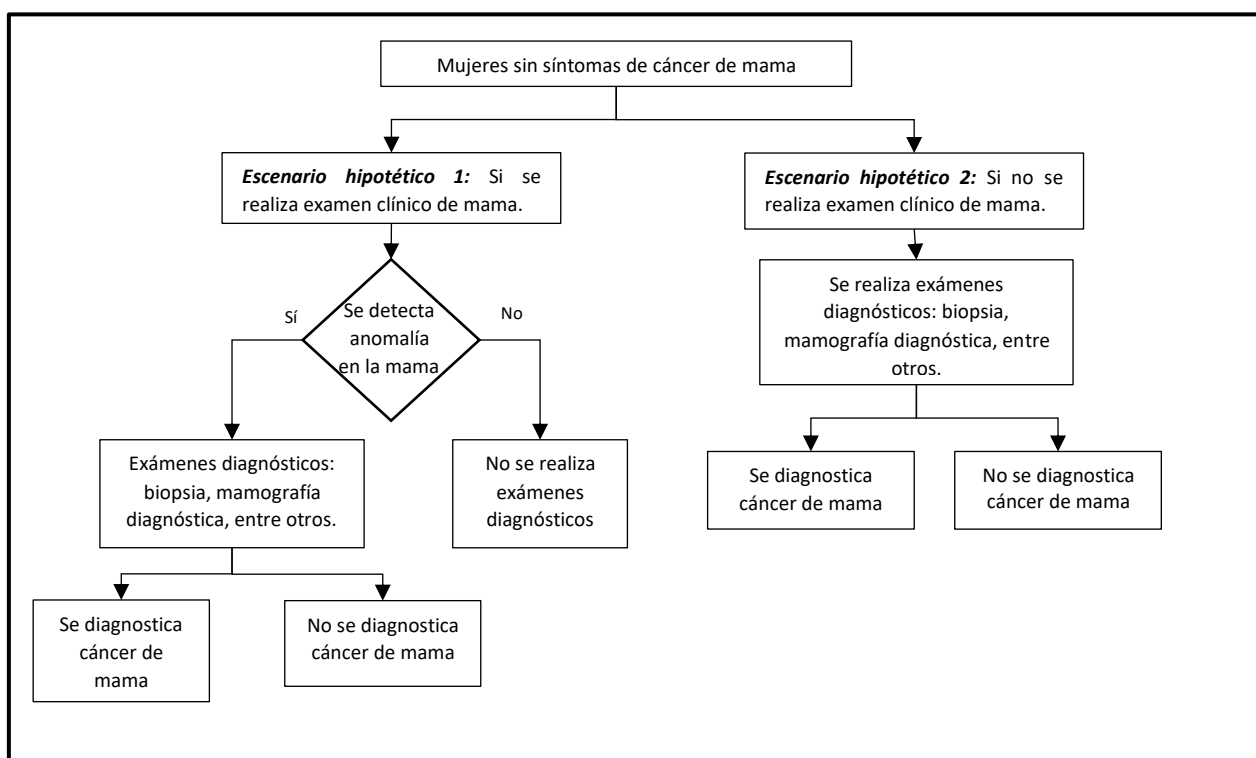 Mujeres sin síntomas de cáncer de mama
Escenario hipotético 1: Si se
realiza examen clínico de mama.
Escenario hipotético 2: Si no se
realiza examen clínico de mama.
Se detecta
anomalía
en la mama
Sí
No
Se realiza exámenes
diagnósticos: biopsia,
mamografía diagnóstica, entre
otros.
Exámenes diagnósticos:
biopsia, mamografía
diagnóstica, entre otros.
No se realiza
exámenes
diagnósticos
Se diagnostica
cáncer de mama
No se diagnostica
cáncer de mama
Se diagnostica
cáncer de
mama
No se diagnostica
cáncer de mama